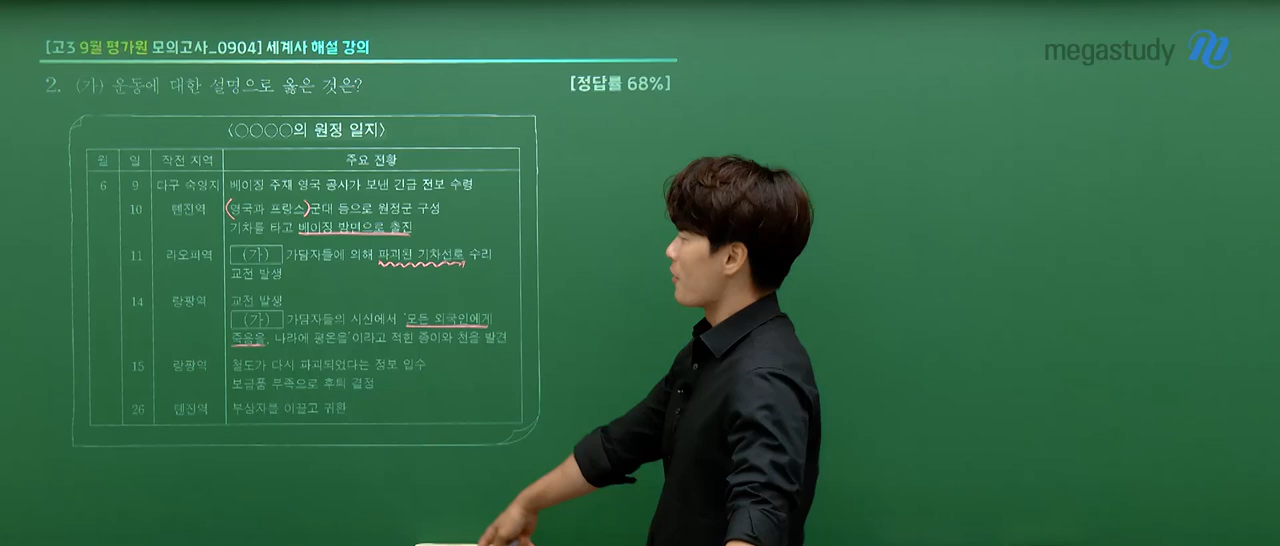 [고3 9월 평가원 모의고사_0904] 세계사 해설 강의
megastudy
2. (가) 운동에 대한 설명으로 옳은 것은?
[정답률 68%]
〈○○○○의 원정 일지〉
월 일 작전 지역 주요 전황
6 9 다구 숙영지 베이징 주재 영국 공사가 보낸 긴급 전보 수령
10 톈진역 영국과 프랑스 군대 등으로 원정군 구성
기차를 타고 베이징 방면으로 출진
11 러오파역 (가) 가담자들에 의해 파괴된 기차선로 수리
교전 발생
14 랑팡역 교전 발생
(가) 가담자들의 시신에서 '모든 외국인에게
죽음을, 나라에 평온을'이라고 적힌 종이와 천을 발견
15 랑팡역 철도가 다시 파괴되었다는 정보 입수
보급품 부족으로 후퇴 결정
26 톈진역 부상자를 이끌고 귀환